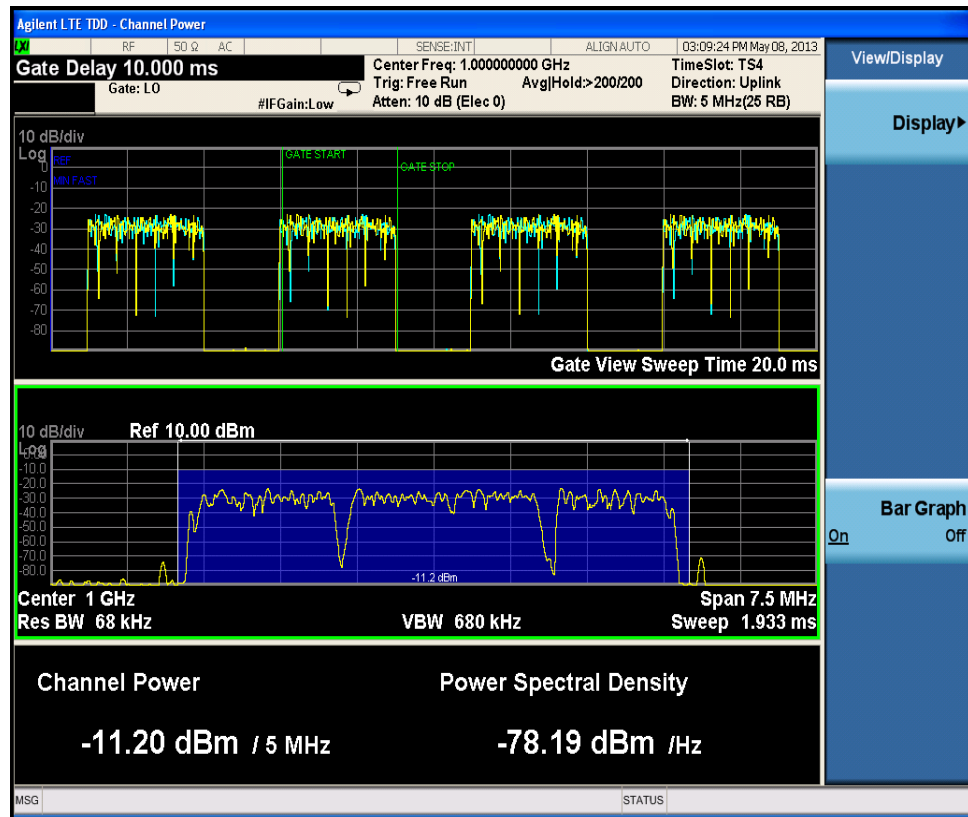 Agilent LTE TDD - Channel Power
LXI RF 50 Ω AC SENSE:INT ALIGN AUTO 03:09:24 PM May 08, 2013
Gate Delay 10.000 ms
Gate: LO
#IFGain:Low
Center Freq: 1.000000000 GHz
Trig: Free Run Avg|Hold:>200/200
Atten: 10 dB (Elec 0)
TimeSlot: TS4
Direction: Uplink
BW: 5 MHz(25 RB)
View/Display
Display
Bar Graph
On Off
10 dB/div
Log
REF
MIN FAST
GATE START
GATE STOP
0
-10
-20
-30
-40
-50
-60
-70
-80
Gate View Sweep Time 20.0 ms
10 dB/div Ref 10.00 dBm
Log
0.00
-10.0
-20.0
-30.0
-40.0
-50.0
-60.0
-70.0
-80.0
-11.2 dBm
Center 1 GHz Span 7.5 MHz
Res BW 68 kHz VBW 680 kHz Sweep 1.933 ms
Channel Power Power Spectral Density
-11.20 dBm / 5 MHz -78.19 dBm /Hz
MSG STATUS